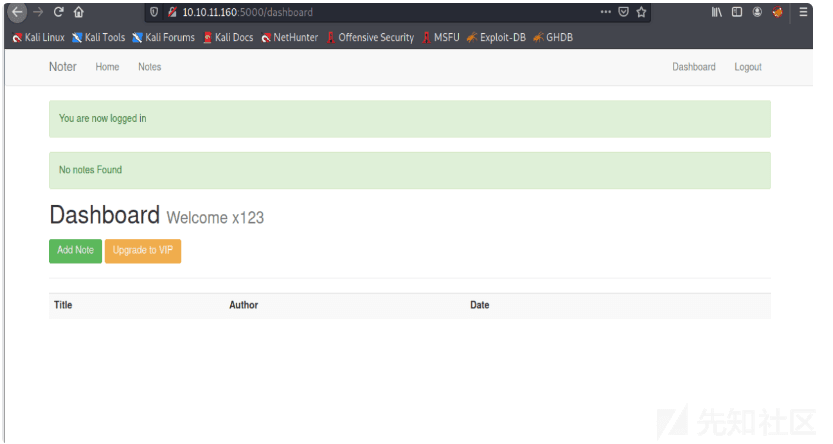 10.10.11.160:5000/dashboard
Kali Linux Kali Tools Kali Forums Kali Docs NetHunter Offensive Security MSFU Exploit-DB GHDB
Noter Home Notes Dashboard Logout
You are now logged in
No notes Found
Dashboard Welcome x123
Add Note Upgrade to VIP
Title Author Date
先知社区